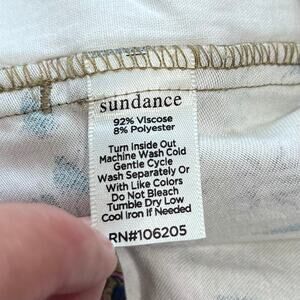 sundance
92% Viscose
8% Polyester
Turn Inside Out
Machine Wash Cold
Gentle Cycle
Wash Separately Or
With Like Colors
Do Not Bleach
Tumble Dry Low
Cool Iron If Needed
RN#106205